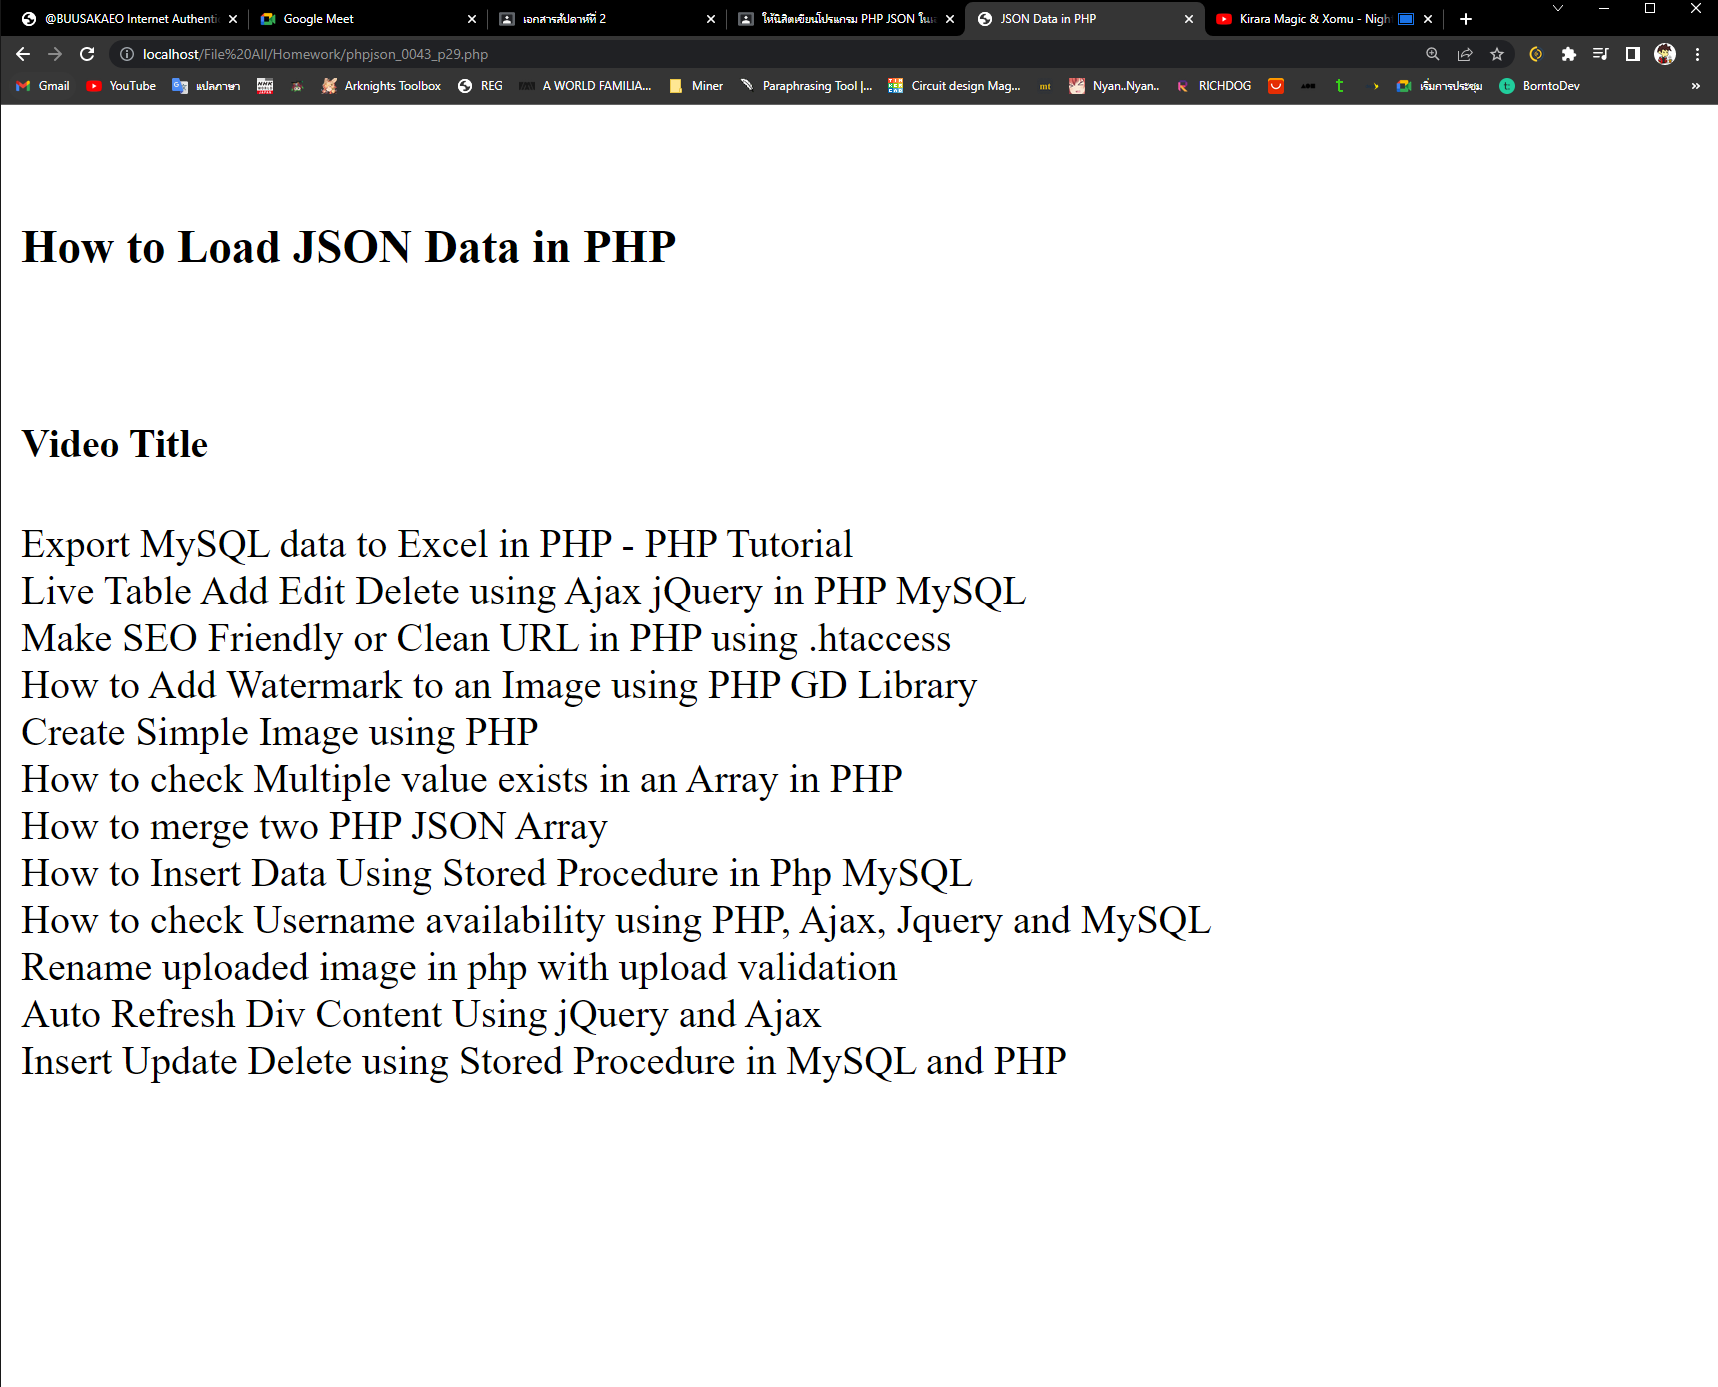 @BUUSAKAEO Internet Authenti
Google Meet
เอกสารสัปดาห์ที่ 2
ให้นิสิตเขียนโปรแกรม PHP JSON ในเ
JSON Data in PHP
Kirara Magic & Xomu - Nigh
localhost/File%20All/Homework/phpjson_0043_p29.php
Gmail
YouTube
แปลภาษา
Arknights Toolbox
REG
A WORLD FAMILIA...
Miner
Paraphrasing Tool |...
Circuit design Mag...
mt
Nyan..Nyan..
RICHDOG
t
เริ่มการประชุม
BorntoDev
How to Load JSON Data in PHP
Video Title
Export MySQL data to Excel in PHP - PHP Tutorial
Live Table Add Edit Delete using Ajax jQuery in PHP MySQL
Make SEO Friendly or Clean URL in PHP using .htaccess
How to Add Watermark to an Image using PHP GD Library
Create Simple Image using PHP
How to check Multiple value exists in an Array in PHP
How to merge two PHP JSON Array
How to Insert Data Using Stored Procedure in Php MySQL
How to check Username availability using PHP, Ajax, Jquery and MySQL
Rename uploaded image in php with upload validation
Auto Refresh Div Content Using jQuery and Ajax
Insert Update Delete using Stored Procedure in MySQL and PHP